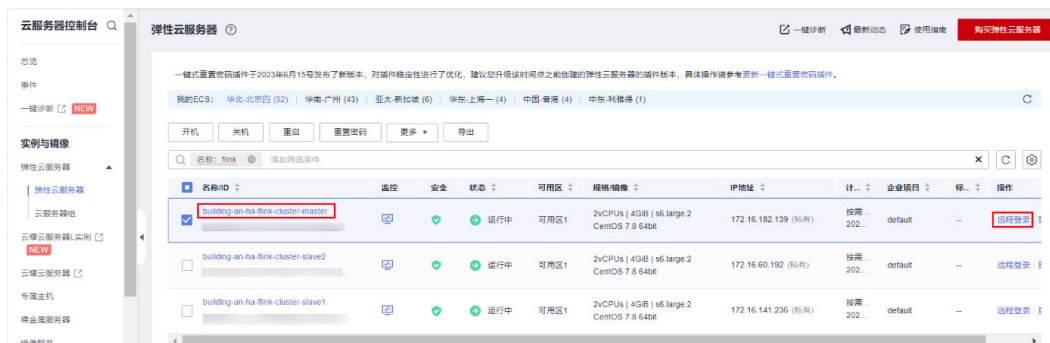 云服务器控制台
弹性云服务器
一键诊断 最新动态 使用指南 购买弹性云服务器
总览
事件
一键诊断 NEW
实例与镜像
弹性云服务器
弹性云服务器
云服务器组
云耀云服务器L实例
NEW
云耀云服务器
专属主机
裸金属服务器
一键式重置密码插件于2023年6月15号发布了新版本，对插件稳定性进行了优化，建议您升级该时间点之前创建的弹性云服务器的插件版本，具体操作请参考更新一键式重置密码插件。
我的ECS： 华北-北京四 (52) | 华南-广州 (43) | 亚太-新加坡 (6) | 华东-上海一 (4) | 中国-香港 (4) | 中东-利雅得 (1)
开机 关机 重启 重置密码 更多 导出
名称: flink 添加筛选条件
名称/ID 监控 安全 状态 可用区 规格/镜像 IP地址 计... 企业项目 标... 操作
building-an-ha-flink-cluster-master 运行中 可用区1 2vCPUs | 4GiB | s6.large.2 CentOS 7.8 64bit 172.16.182.139 (私有) 按需... 202... default -- 远程登录
building-an-ha-flink-cluster-slave2 运行中 可用区1 2vCPUs | 4GiB | s6.large.2 CentOS 7.8 64bit 172.16.60.192 (私有) 按需... 202... default -- 远程登录
building-an-ha-flink-cluster-slave1 运行中 可用区1 2vCPUs | 4GiB | s6.large.2 CentOS 7.8 64bit 172.16.141.236 (私有) 按需... 202... default -- 远程登录